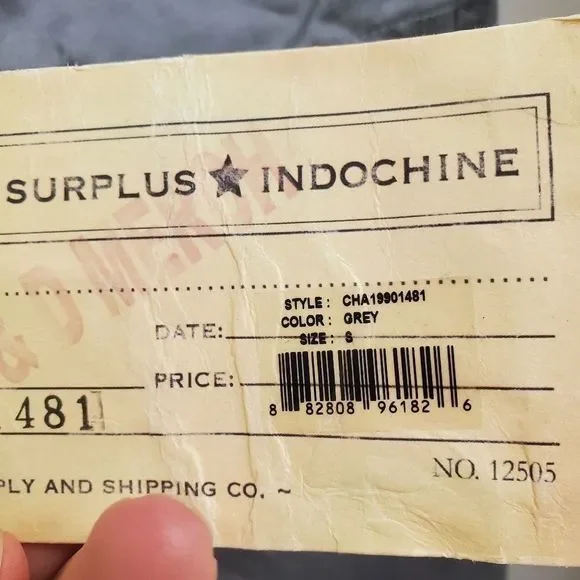 SURPLUS ★ INDOCHINE
& D MERCH
STYLE : CHA19901481
COLOR : GREY
SIZE : S
DATE:
PRICE:
8 82808 96182 6
481
NO. 12505
PLY AND SHIPPING CO. ~